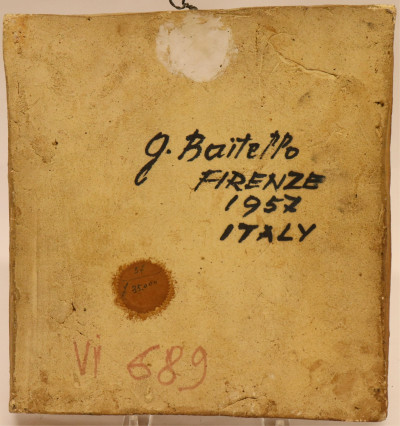 G. Baitello
FIRENZE
1957
ITALY
VI 689